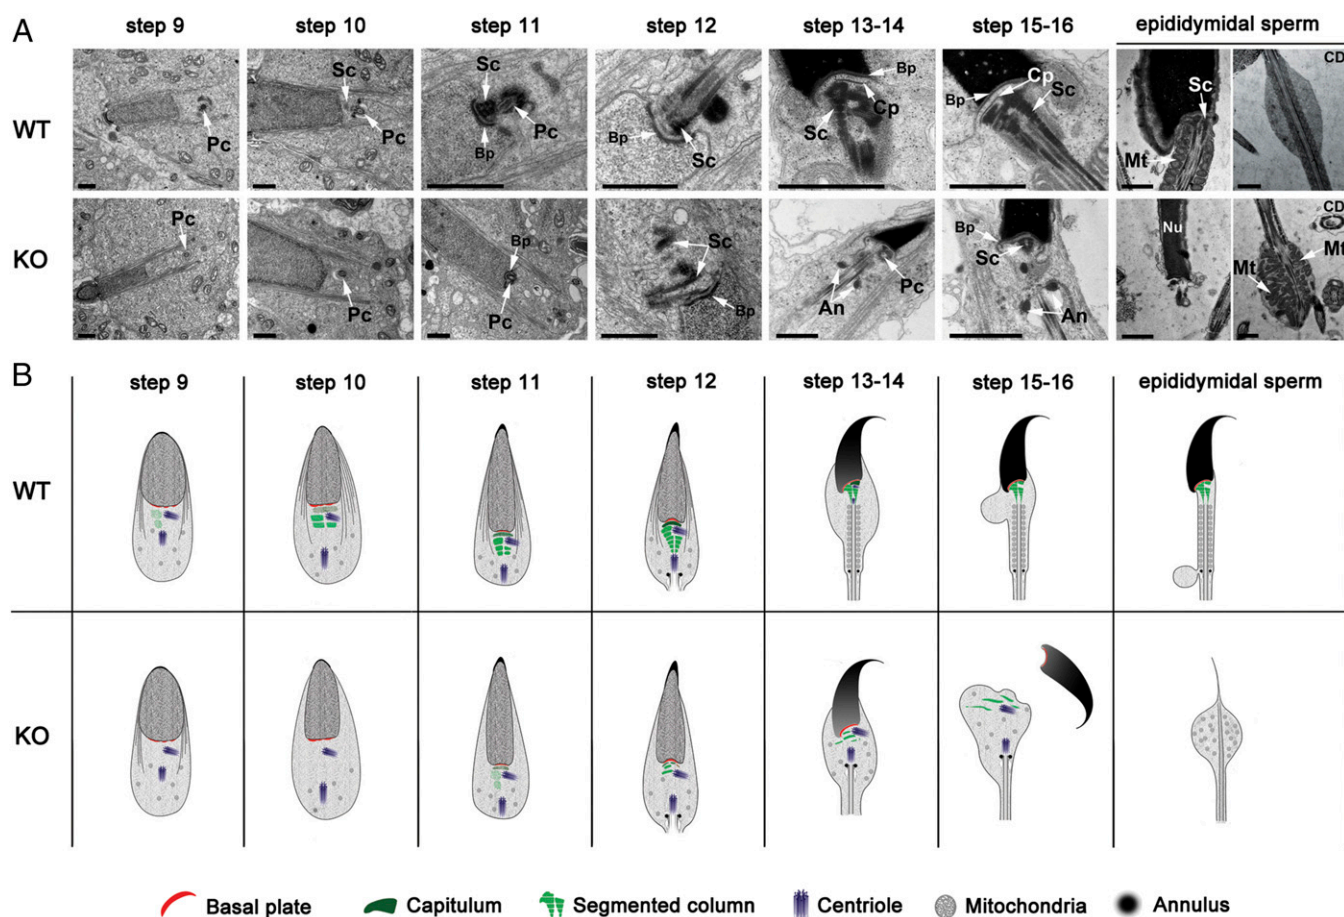 A
step 9 step 10 step 11 step 12 step 13-14 step 15-16 epididymidal sperm
WT
Pc
Sc
Pc
Sc
Bp
Pc
Bp
Sc
Bp
Cp
Sc
Bp
Cp
Sc
Sc
Mt
CD
KO
Pc
Pc
Bp
Pc
Sc
Bp
An
Pc
Bp
Sc
An
Nu
CD
Mt
Mt
B
step 9 step 10 step 11 step 12 step 13-14 step 15-16 epididymidal sperm
WT
KO
Basal plate Capitulum Segmented column Centriole Mitochondria Annulus